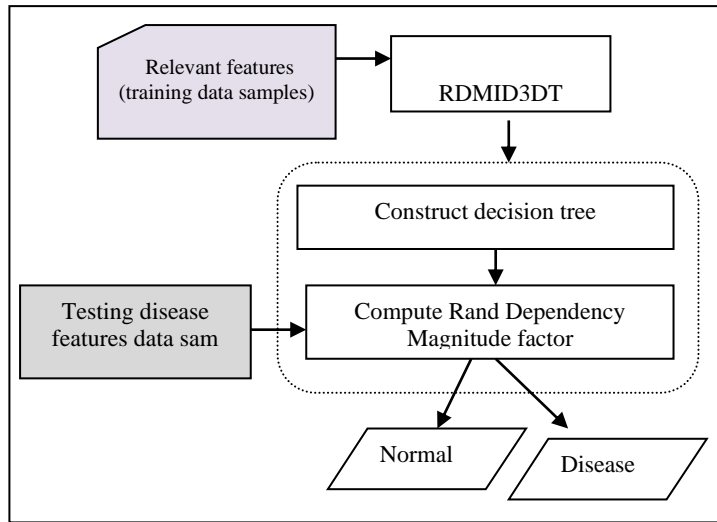 Relevant features
(training data samples)
RDMID3DT
Construct decision tree
Testing disease
features data sam
Compute Rand Dependency
Magnitude factor
Normal
Disease